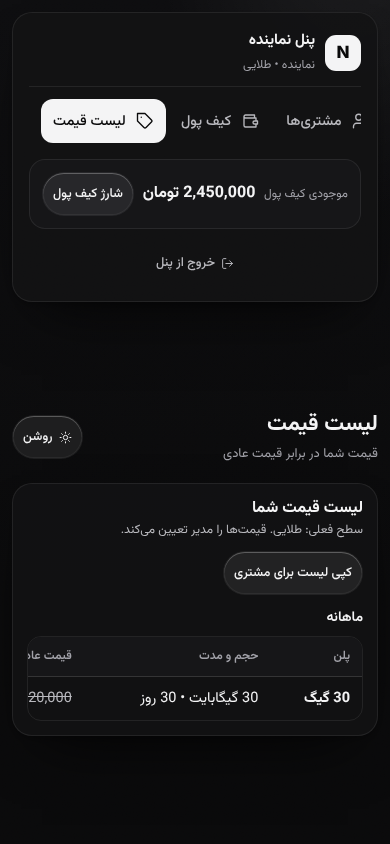 N
پنل نماینده
نماینده • طلایی
مشتری‌ها
کیف پول
لیست قیمت
موجودی کیف پول
2,450,000 تومان
شارژ کیف پول
خروج از پنل
لیست قیمت
قیمت شما در برابر قیمت عادی
روشن
لیست قیمت شما
سطح فعلی: طلایی. قیمت‌ها را مدیر تعیین می‌کند.
کپی لیست برای مشتری
ماهانه
پلن
حجم و مدت
قیمت
30 گیگ
30 گیگابایت • 30 روز
20,000